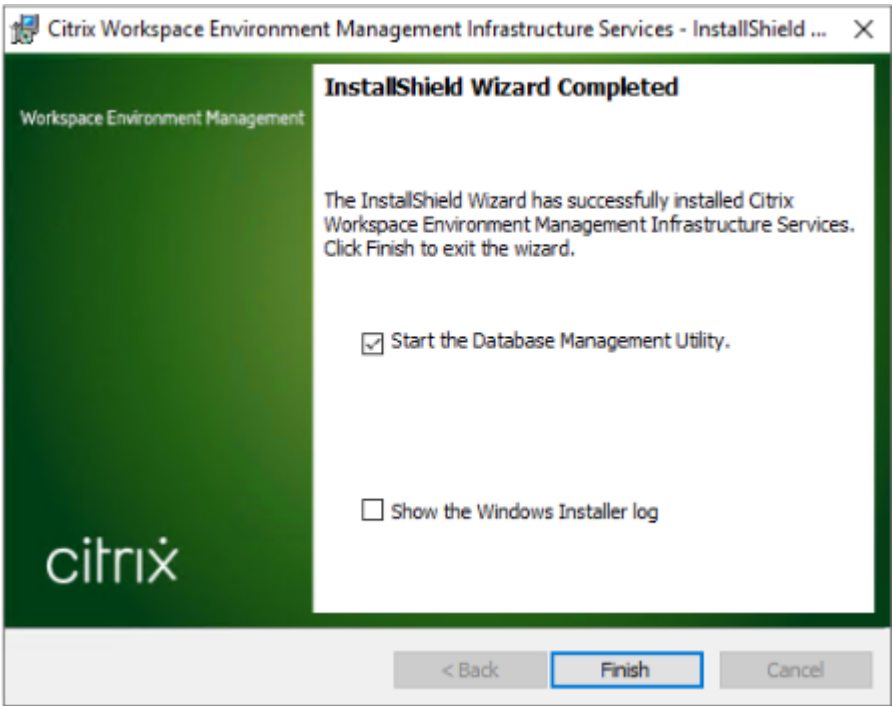 Citrix Workspace Environment Management Infrastructure Services - InstallShield ...
Workspace Environment Management
InstallShield Wizard Completed
The InstallShield Wizard has successfully installed Citrix
Workspace Environment Management Infrastructure Services.
Click Finish to exit the wizard.
Start the Database Management Utility.
Show the Windows Installer log
citrix
< Back
Finish
Cancel